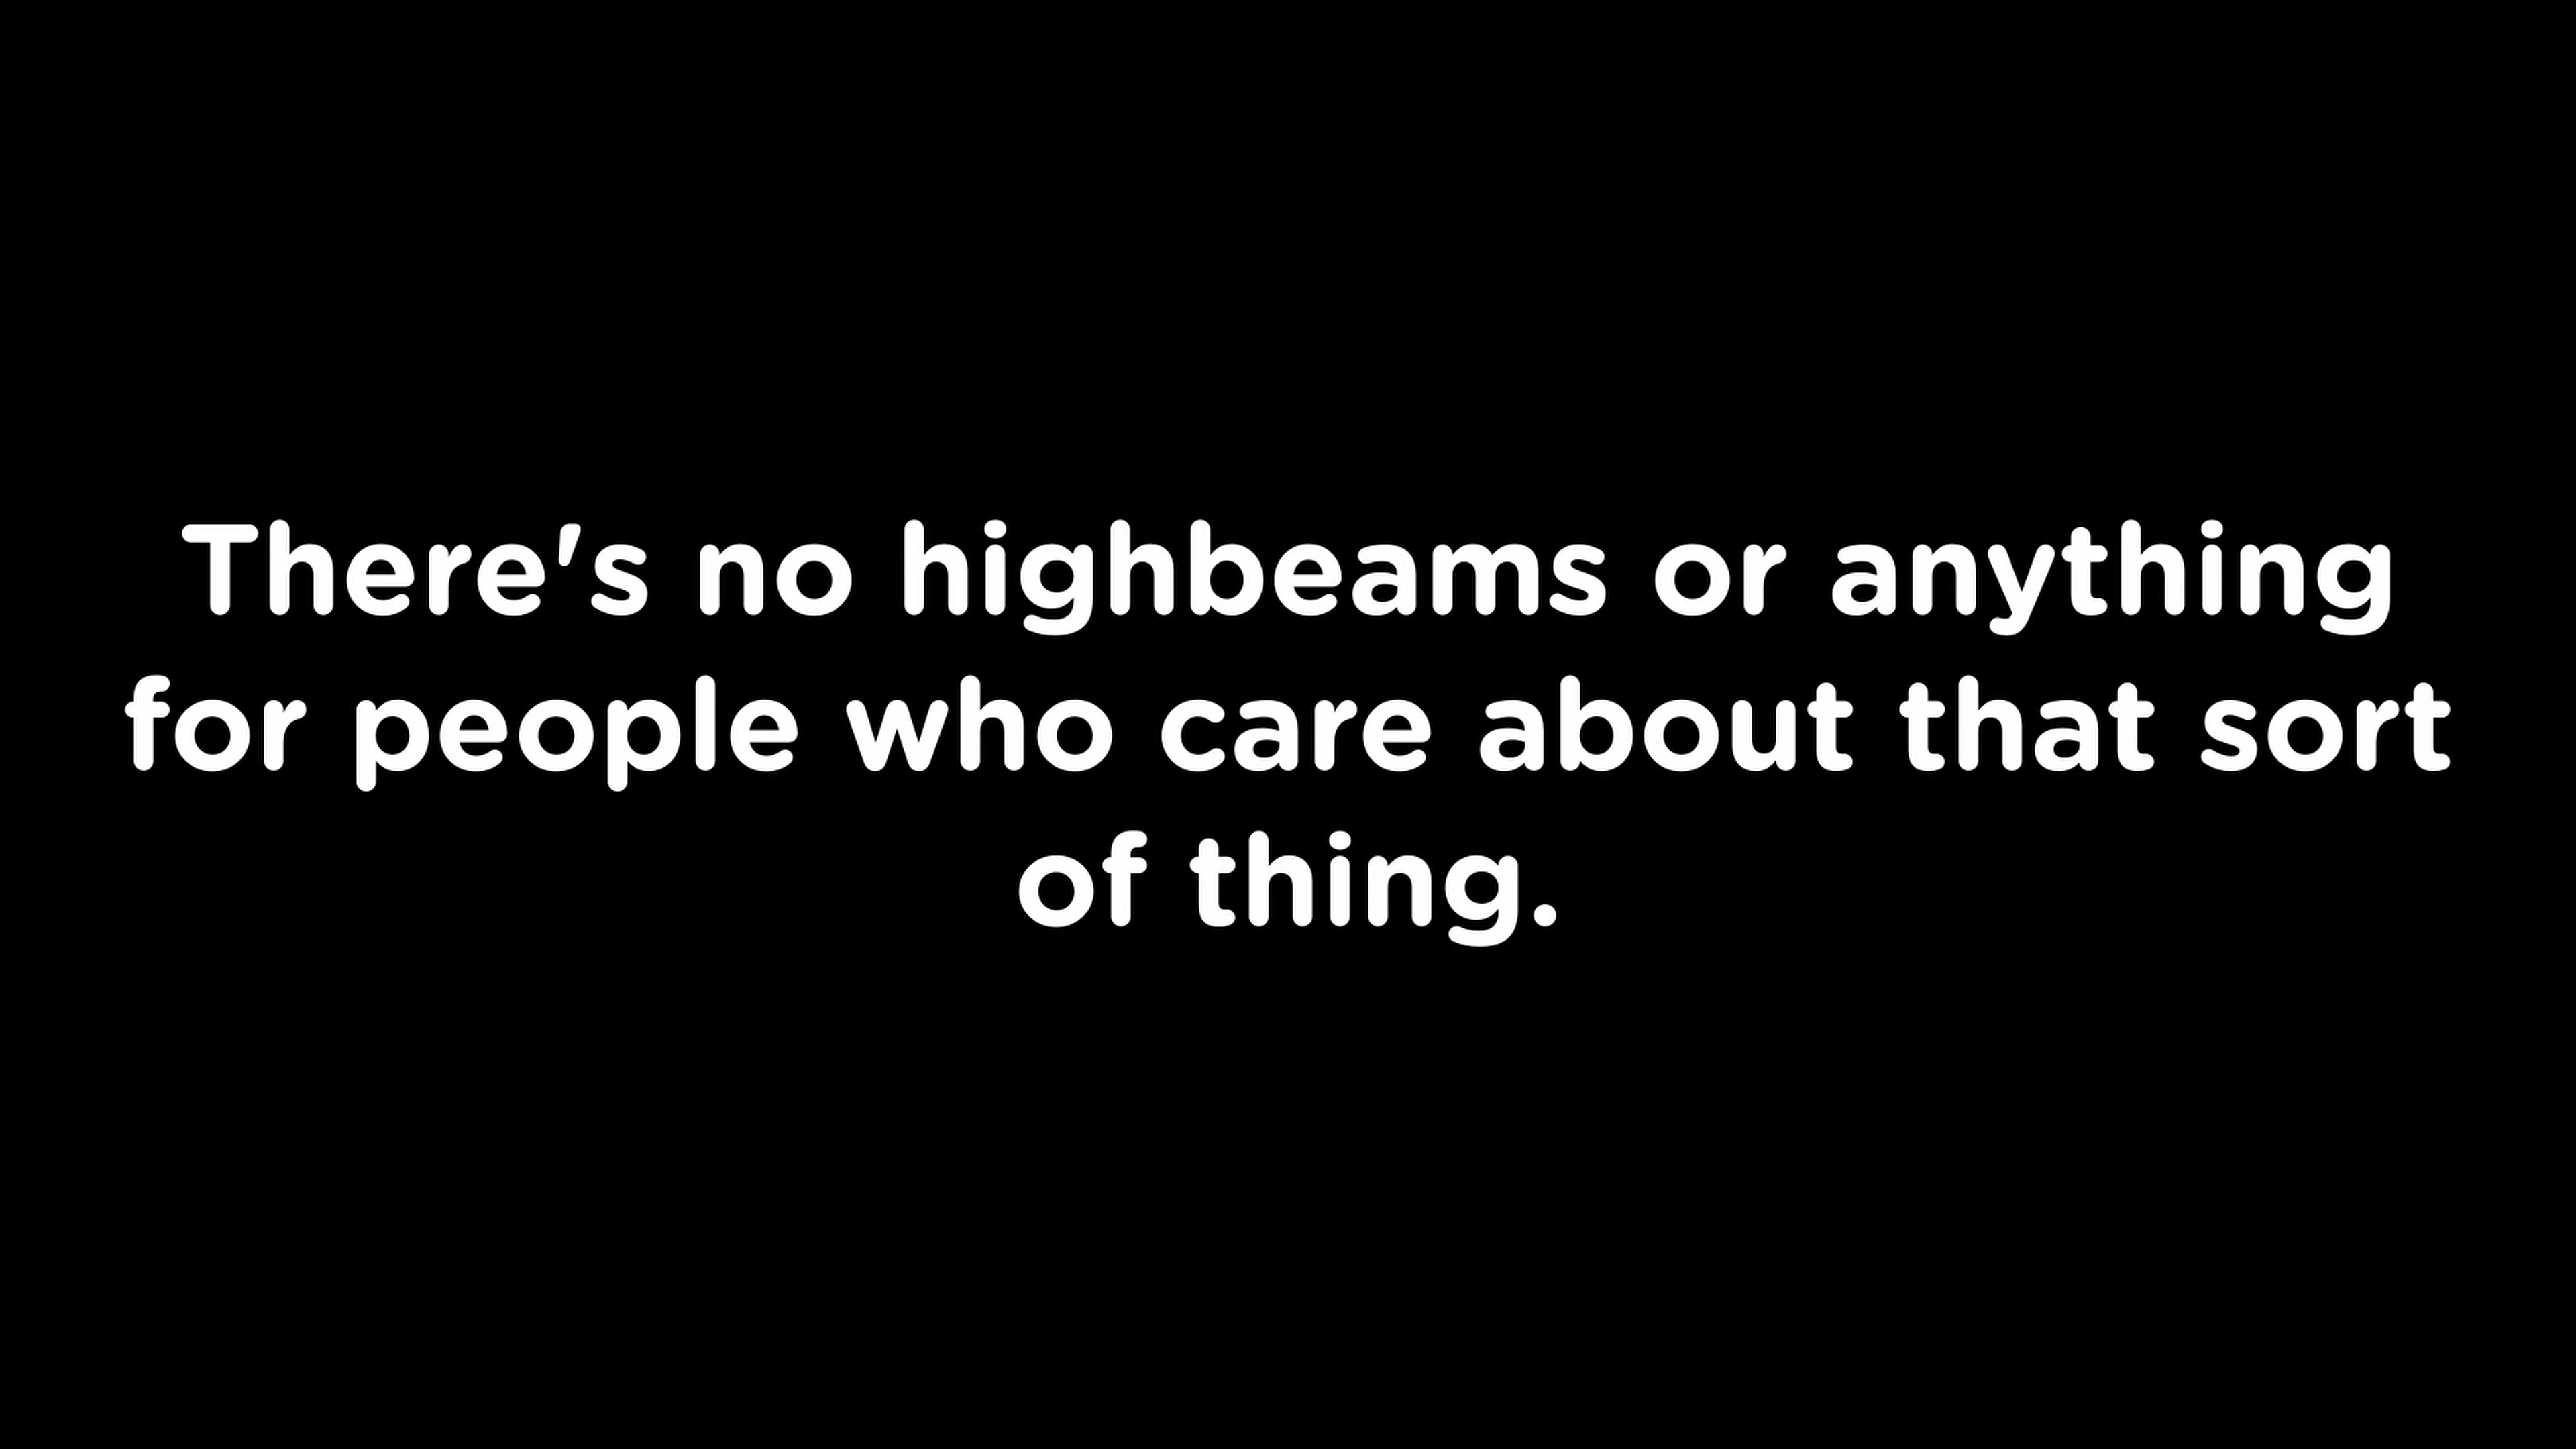 There's no highbeams or anything
for people who care about that sort
of thing.